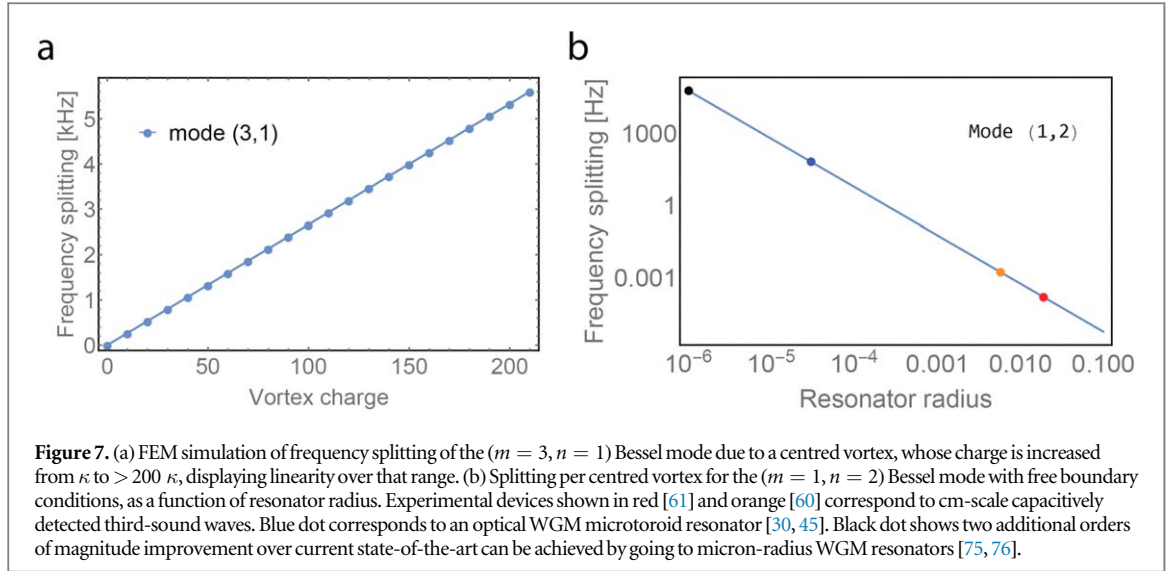 a
b
Frequency splitting [kHz]
5
4
3
2
1
0
mode (3,1)
0 50 100 150 200
Vortex charge
Frequency splitting [Hz]
1000
1
0.001
Mode (1,2)
10⁻⁶ 10⁻⁵ 10⁻⁴ 0.001 0.010 0.100
Resonator radius
Figure 7. (a) FEM simulation of frequency splitting of the (m = 3, n = 1) Bessel mode due to a centred vortex, whose charge is increased
from κ to > 200 κ, displaying linearity over that range. (b) Splitting per centred vortex for the (m = 1, n = 2) Bessel mode with free boundary
conditions, as a function of resonator radius. Experimental devices shown in red [61] and orange [60] correspond to cm-scale capacitively
detected third-sound waves. Blue dot corresponds to an optical WGM microtoroid resonator [30, 45]. Black dot shows two additional orders
of magnitude improvement over current state-of-the-art can be achieved by going to micron-radius WGM resonators [75, 76].